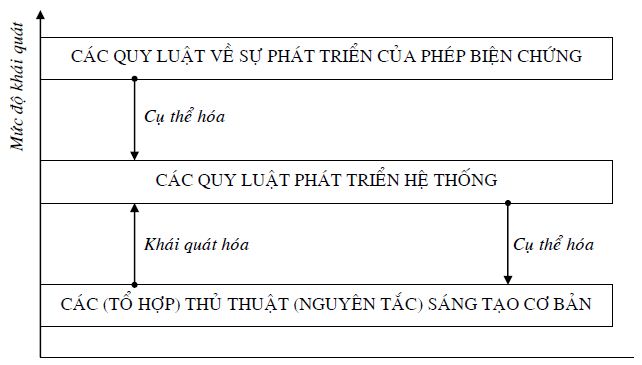 Mức độ khái quát
CÁC QUY LUẬT VỀ SỰ PHÁT TRIỂN CỦA PHÉP BIỆN CHỨNG
Cụ thể hóa
CÁC QUY LUẬT PHÁT TRIỂN HỆ THỐNG
Khái quát hóa
Cụ thể hóa
CÁC (TỔ HỢP) THỦ THUẬT (NGUYÊN TẮC) SÁNG TẠO CƠ BẢN